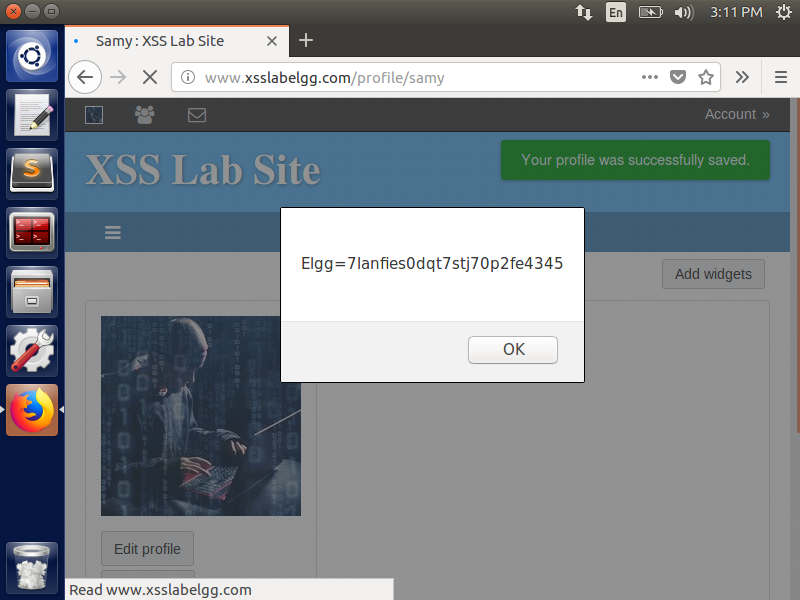 En
3:11 PM
Samy : XSS Lab Site
www.xsslabelgg.com/profile/samy
Account »
XSS Lab Site
Your profile was successfully saved.
Elgg=7lanfies0dqt7stj70p2fe4345
OK
Add widgets
Edit profile
Read www.xsslabelgg.com